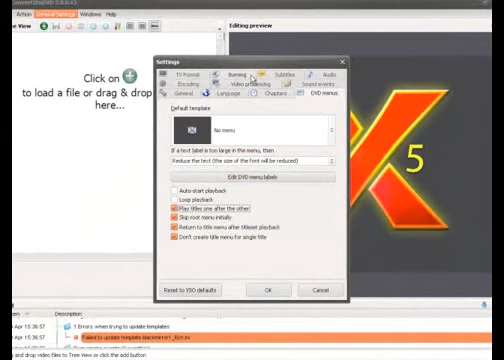 Action General Settings Windows Help
Tree View
Editing preview
Click on
to load a file or drag & drop
here...
5
Settings
TV Format Burning Subtitles Audio
Encoding Video processing Sound events
General Language Chapters DVD menus
Default template
No menu
If a text label is too large in the menu, then
Reduce the text (the size of the font will be reduced)
Edit DVD menu labels
Auto-start playback
Loop playback
Play titles one after the other
Skip root menu initially
Return to title menu after titleset playback
Don't create title menu for single title
Reset to VSO defaults OK Cancel
Description
Apr 15:36:57 1 Errors when trying to update templates
Apr 15:36:57 Failed to update template
and drop video files to Tree View or click the add button